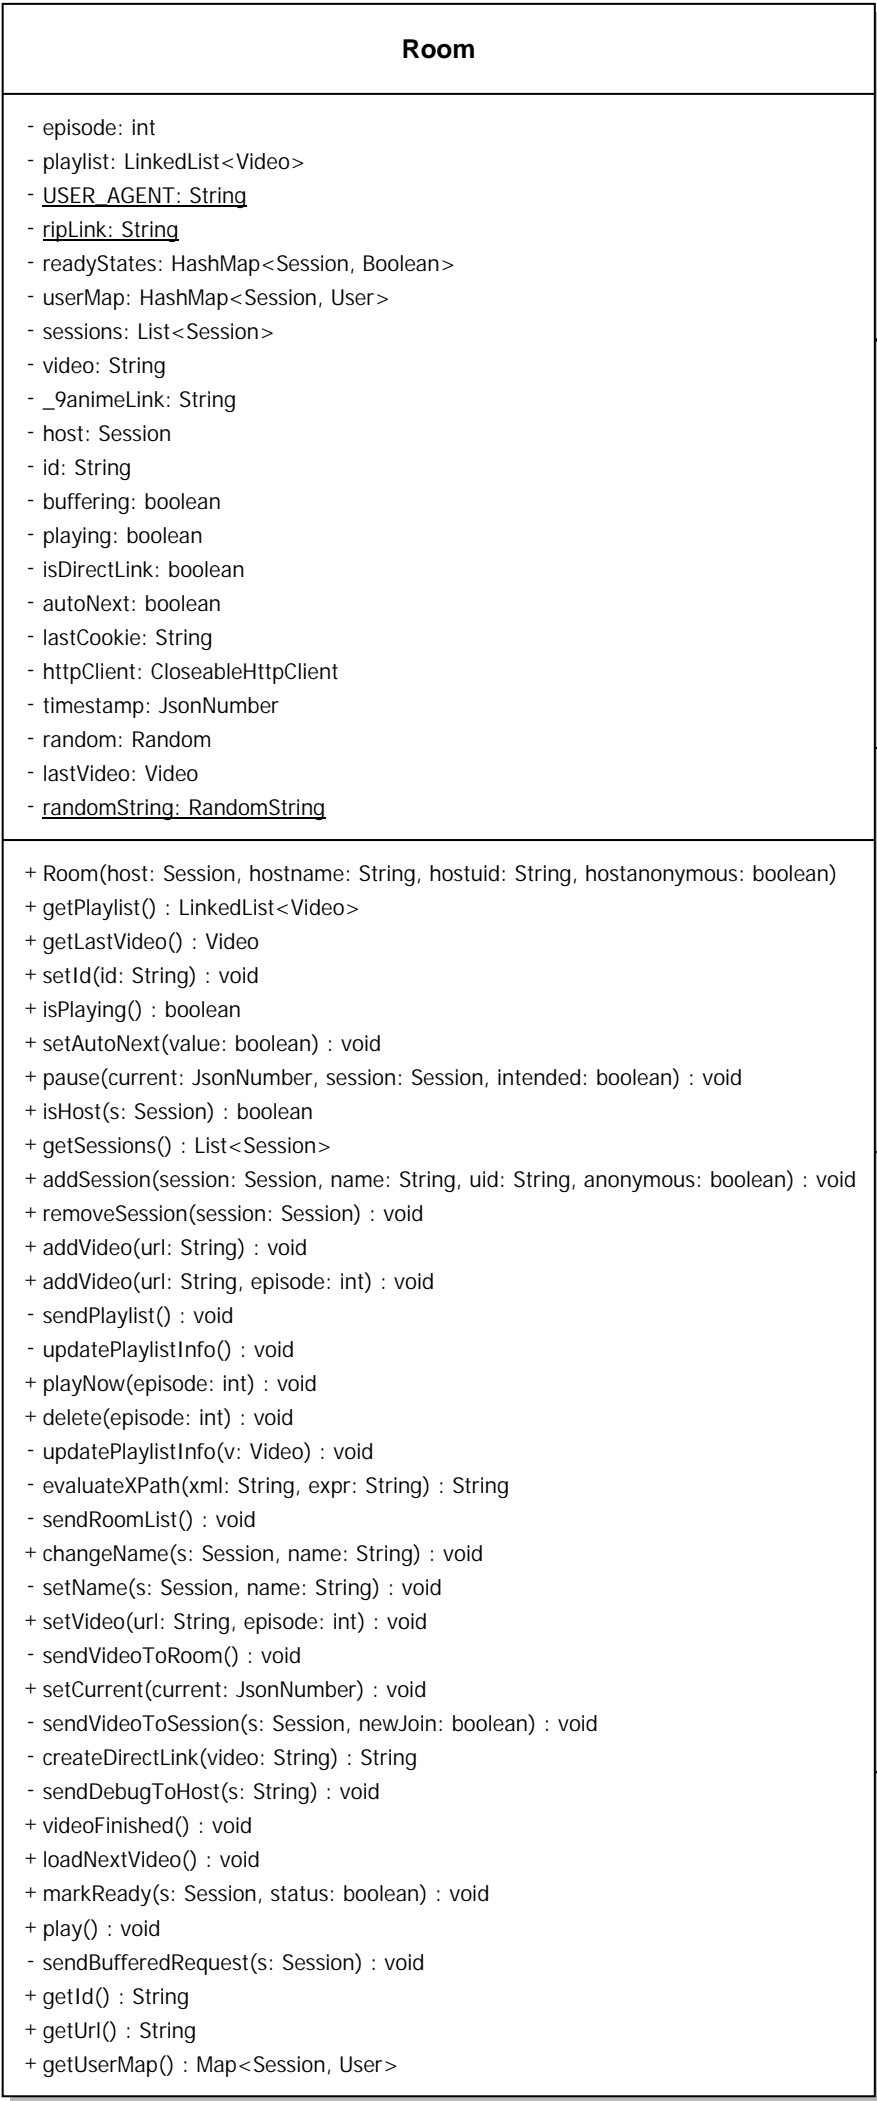 Room
- episode: int
- playlist: LinkedList<Video>
- USER_AGENT: String
- ripLink: String
- readyStates: HashMap<Session, Boolean>
- userMap: HashMap<Session, User>
- sessions: List<Session>
- video: String
- _9animeLink: String
- host: Session
- id: String
- buffering: boolean
- playing: boolean
- isDirectLink: boolean
- autoNext: boolean
- lastCookie: String
- httpClient: CloseableHttpClient
- timestamp: JsonNumber
- random: Random
- lastVideo: Video
- randomString: RandomString
+ Room(host: Session, hostname: String, hostuid: String, hostanonymous: boolean)
+ getPlaylist() : LinkedList<Video>
+ getLastVideo() : Video
+ setId(id: String) : void
+ isPlaying() : boolean
+ setAutoNext(value: boolean) : void
+ pause(current: JsonNumber, session: Session, intended: boolean) : void
+ isHost(s: Session) : boolean
+ getSessions() : List<Session>
+ addSession(session: Session, name: String, uid: String, anonymous: boolean) : void
+ removeSession(session: Session) : void
+ addVideo(url: String) : void
+ addVideo(url: String, episode: int) : void
- sendPlaylist() : void
- updatePlaylistInfo() : void
+ playNow(episode: int) : void
+ delete(episode: int) : void
- updatePlaylistInfo(v: Video) : void
- evaluateXPath(xml: String, expr: String) : String
- sendRoomList() : void
+ changeName(s: Session, name: String) : void
- setName(s: Session, name: String) : void
+ setVideo(url: String, episode: int) : void
- sendVideoToRoom() : void
+ setCurrent(current: JsonNumber) : void
- sendVideoToSession(s: Session, newJoin: boolean) : void
- createDirectLink(video: String) : String
- sendDebugToHost(s: String) : void
+ videoFinished() : void
+ loadNextVideo() : void
+ markReady(s: Session, status: boolean) : void
+ play() : void
- sendBufferedRequest(s: Session) : void
+ getId() : String
+ getUrl() : String
+ getUserMap() : Map<Session, User>